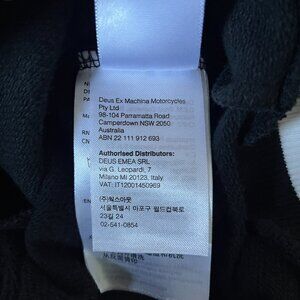 Deus Ex Machina Motorcycles
Pty Ltd
98-104 Parramatta Road
Camperdown NSW 2050
Australia
ABN 22 111 912 693
Authorised Distributors:
DEUS EMEA SRL
via G. Leopardi, 7
Milano MI 20123, Italy
VAT: IT12001450969
(주)웍스아웃
서울특별시 마포구 월드컵북로
23길 24
02-541-0854